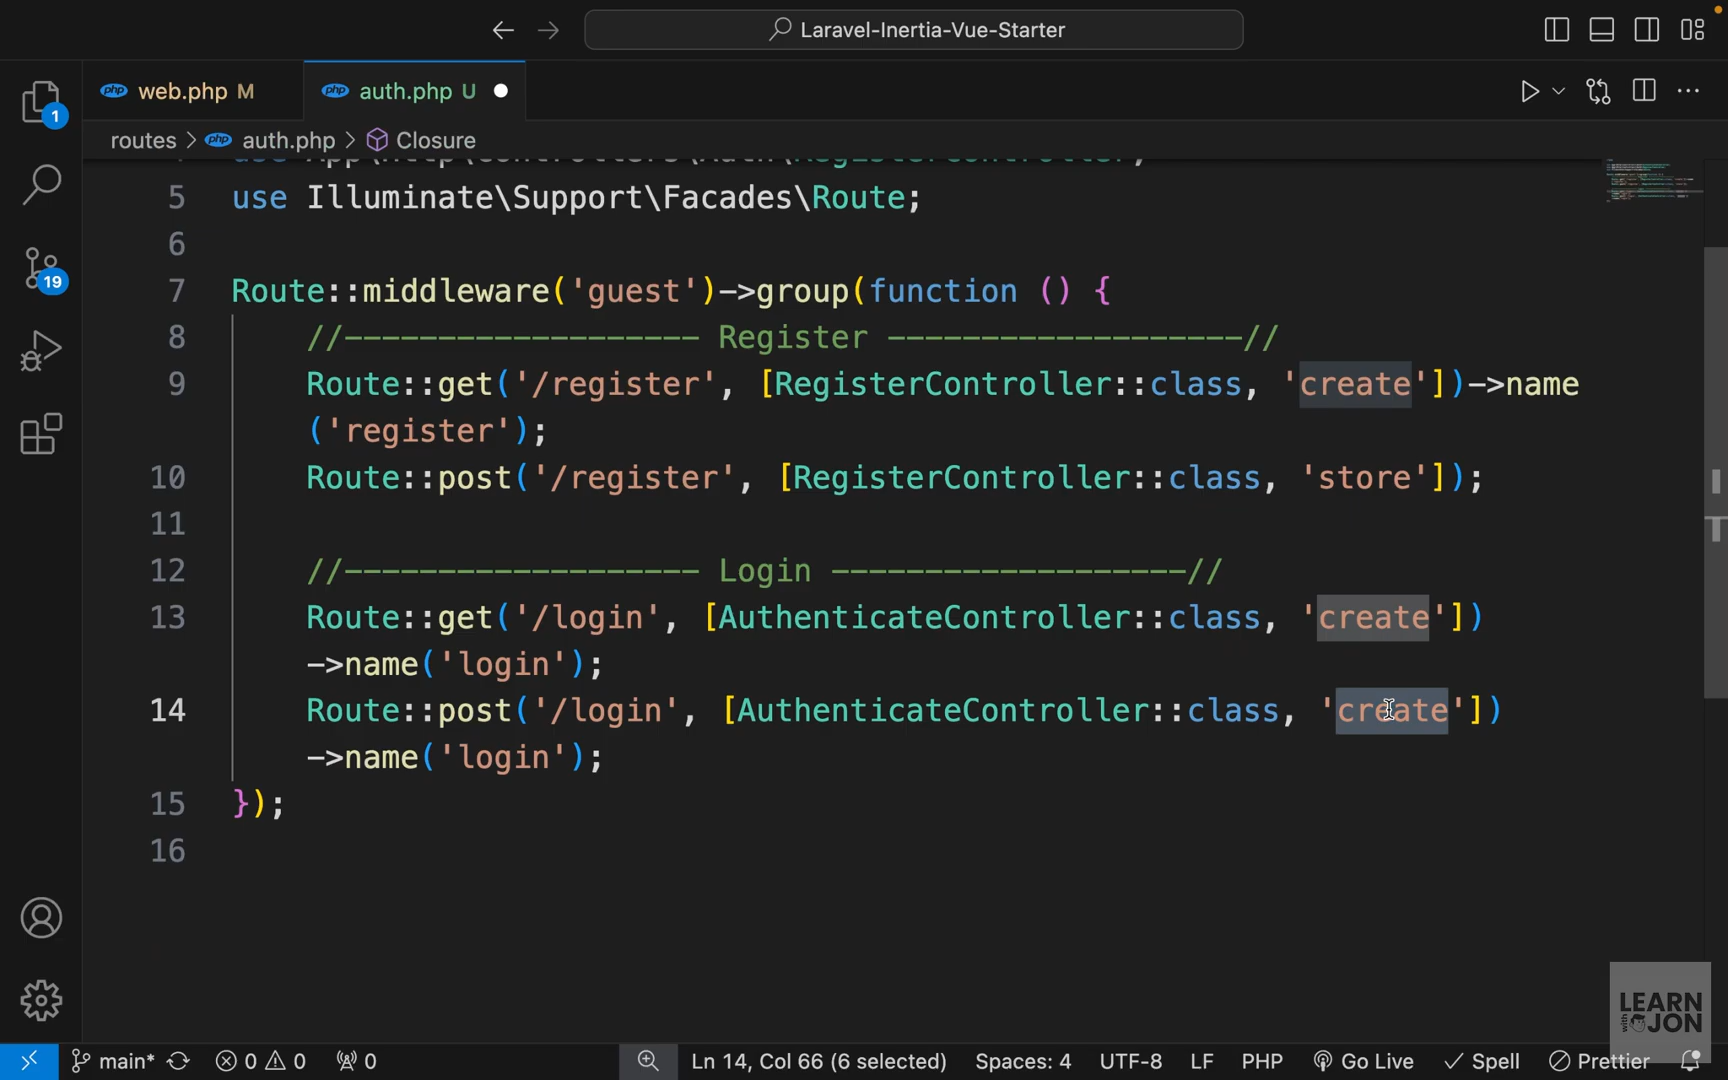 Laravel-Inertia-Vue-Starter
1
19
php web.php M
php auth.php U
routes > php auth.php > Closure
5 use Illuminate\Support\Facades\Route;
6
7 Route::middleware('guest')->group(function () {
8 //------------------- Register -------------------//
9 Route::get('/register', [RegisterController::class, 'create'])->name
('register');
10 Route::post('/register', [RegisterController::class, 'store']);
11
12 //------------------- Login -------------------//
13 Route::get('/login', [AuthenticateController::class, 'create'])
->name('login');
14 Route::post('/login', [AuthenticateController::class, 'create'])
->name('login');
15 });
16
LEARN
with JON
main* 0 0 0 Ln 14, Col 66 (6 selected) Spaces: 4 UTF-8 LF PHP Go Live Spell Prettier